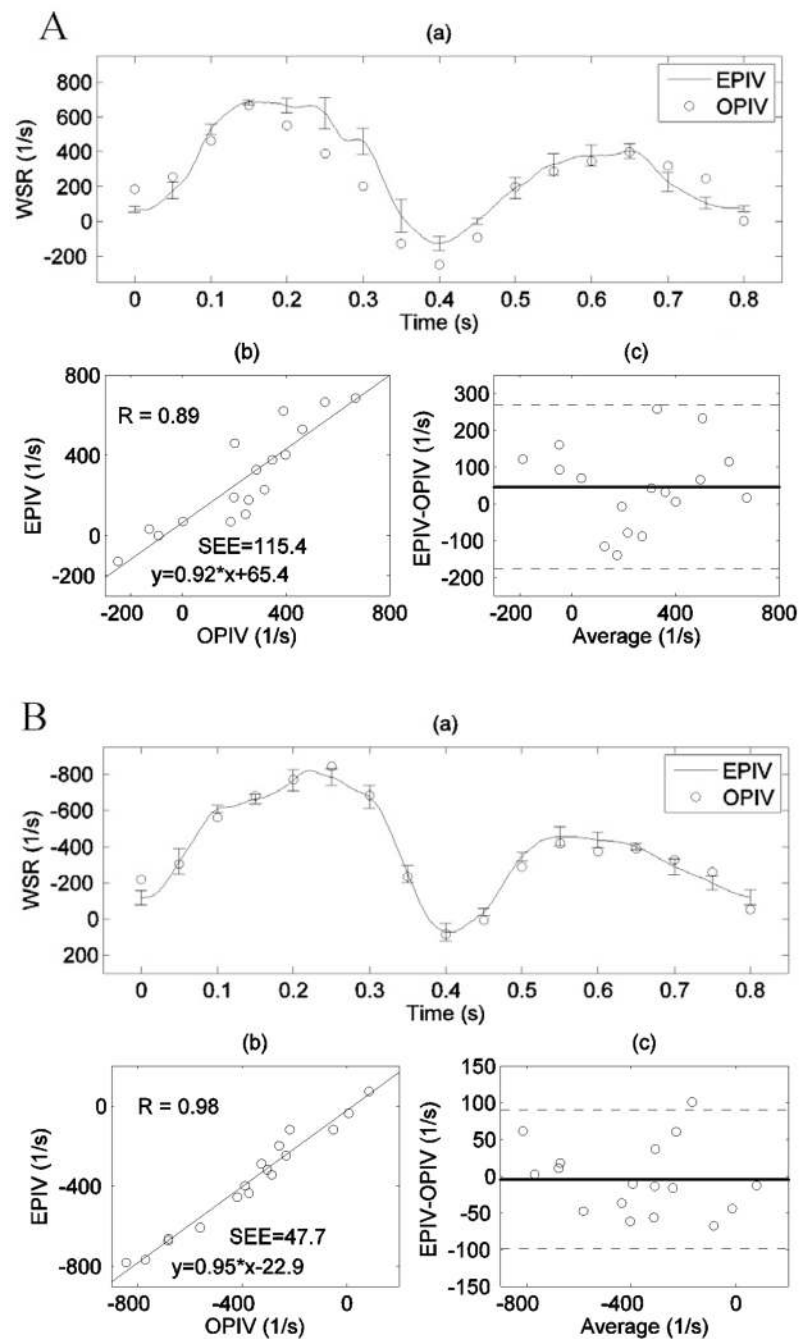 A
(a)
EPIV
OPIV
WSR (1/s)
800
600
400
200
0
-200
0 0.1 0.2 0.3 0.4 0.5 0.6 0.7 0.8
Time (s)
(b)
R = 0.89
SEE=115.4
y=0.92*x+65.4
EPIV (1/s)
800
400
0
-200
-200 0 400 800
OPIV (1/s)
(c)
EPIV-OPIV (1/s)
300
200
100
0
-100
-200
-200 0 400 800
Average (1/s)
B
(a)
EPIV
OPIV
WSR (1/s)
-800
-600
-400
-200
0
200
0 0.1 0.2 0.3 0.4 0.5 0.6 0.7 0.8
Time (s)
(b)
R = 0.98
SEE=47.7
y=0.95*x-22.9
EPIV (1/s)
0
-400
-800
-800 -400 0
OPIV (1/s)
(c)
EPIV-OPIV (1/s)
150
100
50
0
-50
-100
-150
-800 -400 0
Average (1/s)